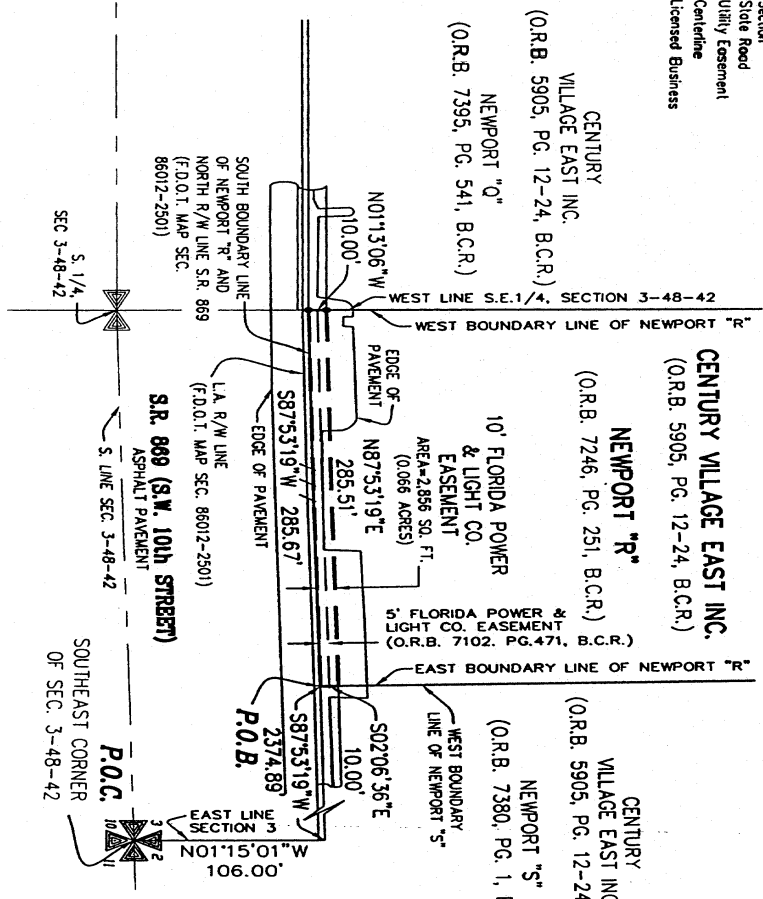 Section
State Road
Utility Easement
Centerline
Licensed Business
CENTURY
VILLAGE EAST INC.
(O.R.B. 5905, PG. 12-24, B.C.R.)
NEWPORT "Q"
(O.R.B. 7395, PG. 541, B.C.R.)
CENTURY VILLAGE EAST INC.
(O.R.B. 5905, PG. 12-24, B.C.R.)
NEWPORT "R"
(O.R.B. 7246, PG. 251, B.C.R.)
CENTURY
VILLAGE EAST INC
(O.R.B. 5905, PG. 12-24
NEWPORT "S"
(O.R.B. 7380, PG. 1,
N01°13'06"W
10.00'
WEST LINE S.E.1/4, SECTION 3-48-42
WEST BOUNDARY LINE OF NEWPORT "R"
SOUTH BOUNDARY LINE
OF NEWPORT "R" AND
NORTH R/W LINE S.R. 869
(F.D.O.T. MAP SEC.
86012-2501)
EDGE OF
PAVEMENT
N87°53'19"E
285.51'
10' FLORIDA POWER
& LIGHT CO.
EASEMENT
AREA=2,856 SQ. FT.
(0.066 ACRES)
5' FLORIDA POWER &
LIGHT CO. EASEMENT
(O.R.B. 7102. PG.471, B.C.R.)
EAST BOUNDARY LINE OF NEWPORT "R"
WEST BOUNDARY
LINE OF NEWPORT "S"
S02°06'36"E
10.00'
S87°53'19"W 285.67'
EDGE OF PAVEMENT
L.A. R/W LINE
(F.D.O.T. MAP SEC. 86012-2501)
S87°53'19"W
2374.89'
P.O.B.
S.R. 869 (S.W. 10th STREET)
ASPHALT PAVEMENT
S. LINE SEC. 3-48-42
S. 1/4,
SEC 3-48-42
SOUTHEAST CORNER
OF SEC. 3-48-42
P.O.C.
3
2
10
11
EAST LINE
SECTION 3
N01°15'01"W
106.00'